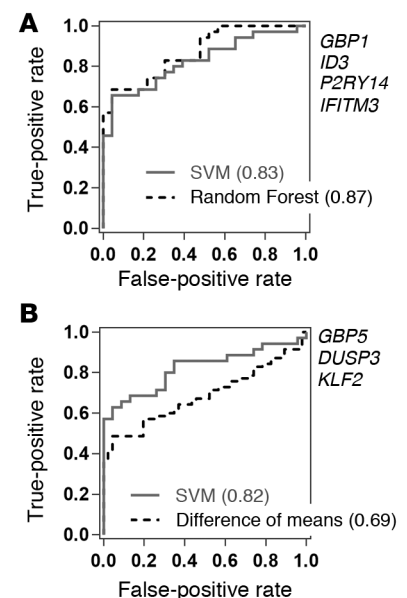 A
GBP1
ID3
P2RY14
IFITM3
True-positive rate
1.0
0.8
0.6
0.4
0.2
0.0
SVM (0.83)
Random Forest (0.87)
0.0 0.2 0.4 0.6 0.8 1.0
False-positive rate
B
GBP5
DUSP3
KLF2
True-positive rate
1.0
0.8
0.6
0.4
0.2
0.0
SVM (0.82)
Difference of means (0.69)
0.0 0.2 0.4 0.6 0.8 1.0
False-positive rate